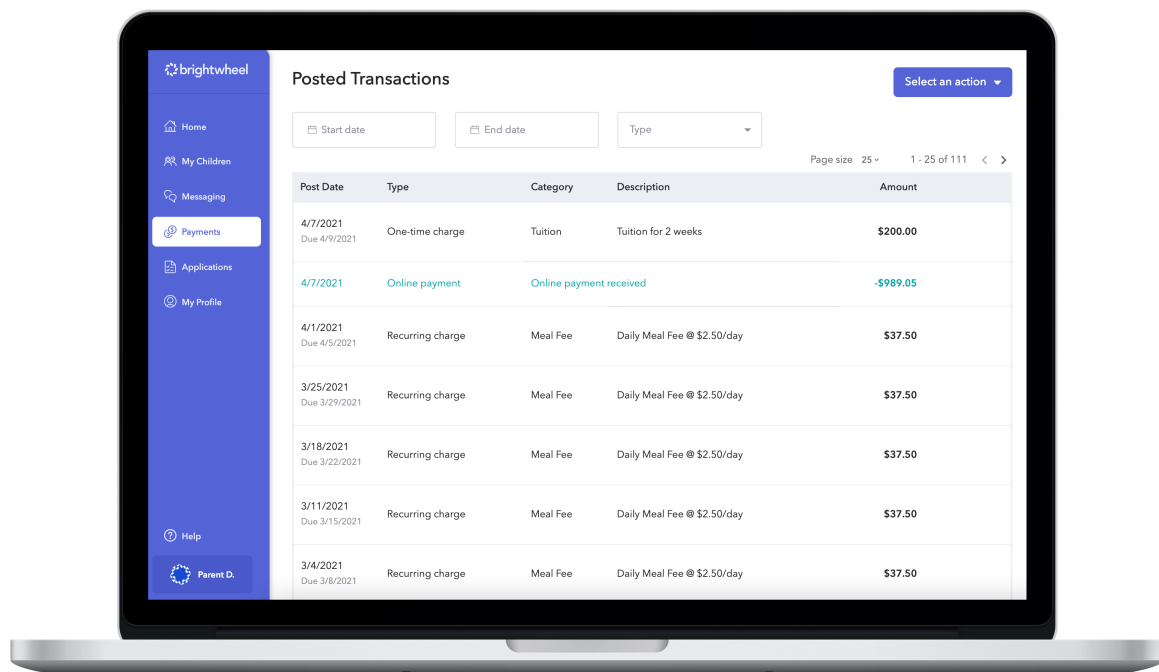 brightwheel
Home
My Children
Messaging
Payments
Applications
My Profile
Help
Parent D.
Posted Transactions
Select an action
Start date
End date
Type
Page size 25 1 - 25 of 111
Post Date Type Category Description Amount
4/7/2021
Due 4/9/2021
One-time charge Tuition Tuition for 2 weeks $200.00
4/7/2021 Online payment Online payment received -$989.05
4/1/2021
Due 4/5/2021
Recurring charge Meal Fee Daily Meal Fee @ $2.50/day $37.50
3/25/2021
Due 3/29/2021
Recurring charge Meal Fee Daily Meal Fee @ $2.50/day $37.50
3/18/2021
Due 3/22/2021
Recurring charge Meal Fee Daily Meal Fee @ $2.50/day $37.50
3/11/2021
Due 3/15/2021
Recurring charge Meal Fee Daily Meal Fee @ $2.50/day $37.50
3/4/2021
Due 3/8/2021
Recurring charge Meal Fee Daily Meal Fee @ $2.50/day $37.50